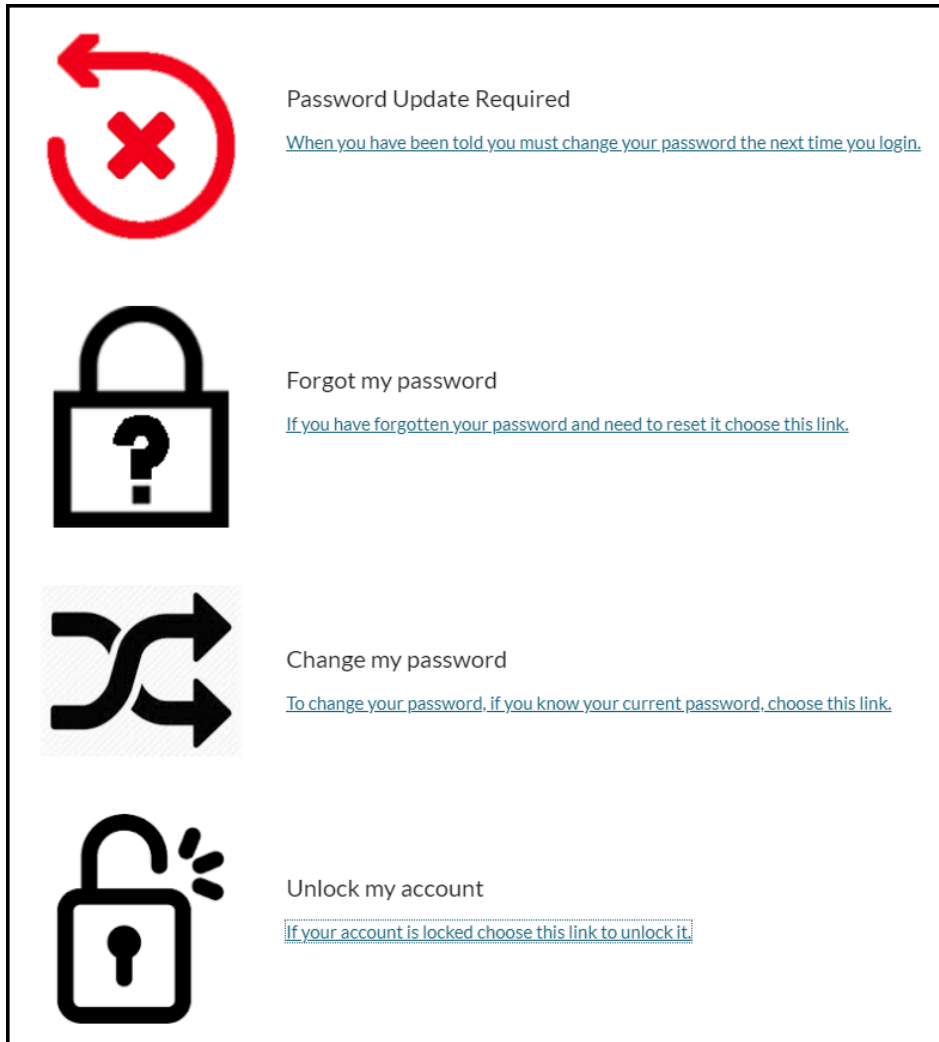 Password Update Required
When you have been told you must change your password the next time you login.
Forgot my password
If you have forgotten your password and need to reset it choose this link.
Change my password
To change your password, if you know your current password, choose this link.
Unlock my account
If your account is locked choose this link to unlock it.